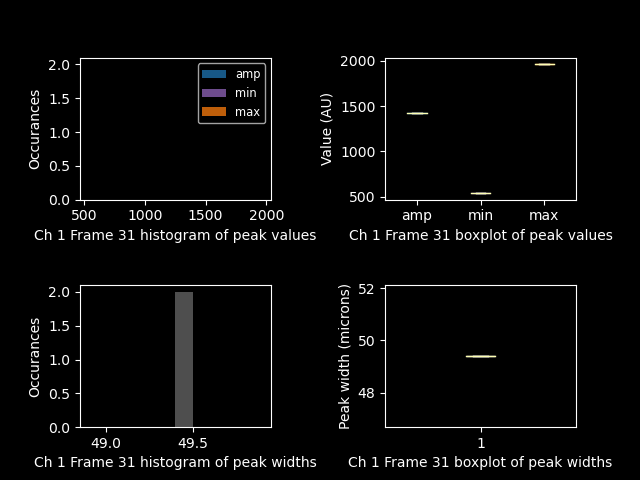 2.0
1.5
1.0
0.5
0.0
Occurances
amp
min
max
500 1000 1500 2000
Ch 1 Frame 31 histogram of peak values
2000
1500
1000
500
Value (AU)
amp min max
Ch 1 Frame 31 boxplot of peak values
2.0
1.5
1.0
0.5
0.0
Occurances
49.0 49.5
Ch 1 Frame 31 histogram of peak widths
52
50
48
Peak width (microns)
1
Ch 1 Frame 31 boxplot of peak widths